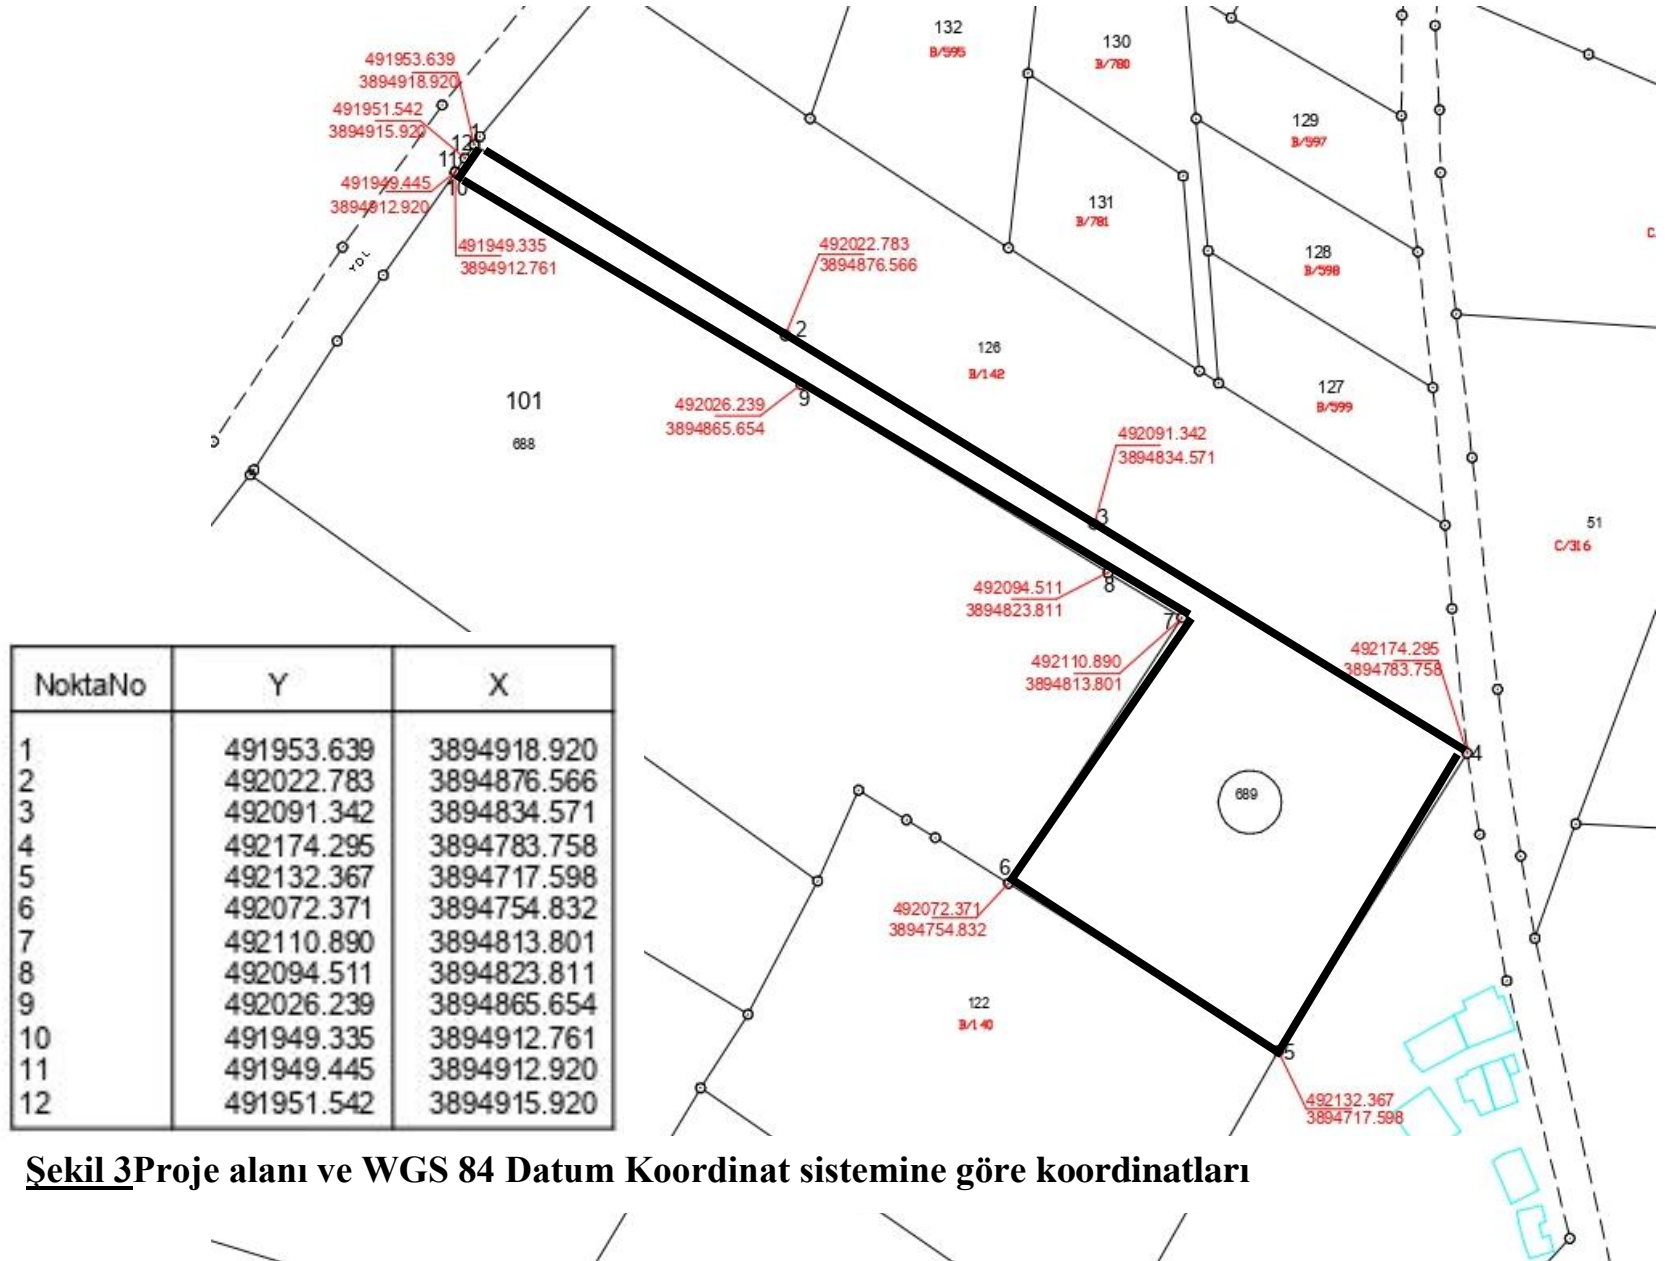 132
B/595
130
B/780
491953.639
3894918.920
491951.542
3894915.920
129
B/597
1
12
11
10
491949.445
3894912.920
131
B/781
491949.335
3894912.761
492022.783
3894876.566
128
B/598
YOL
2
126
B/142
101
688
492026.239
3894865.654
9
127
B/599
492091.342
3894834.571
3
51
C/316
492094.511
3894823.811
8
7
492110.890
3894813.801
492174.295
3894783.758
4
NoktaNo Y X
1 491953.639 3894918.920
2 492022.783 3894876.566
3 492091.342 3894834.571
4 492174.295 3894783.758
5 492132.367 3894717.598
6 492072.371 3894754.832
7 492110.890 3894813.801
8 492094.511 3894823.811
9 492026.239 3894865.654
10 491949.335 3894912.761
11 491949.445 3894912.920
12 491951.542 3894915.920
689
6
492072.371
3894754.832
122
B/140
5
492132.367
3894717.598
Şekil 3Proje alanı ve WGS 84 Datum Koordinat sistemine göre koordinatları